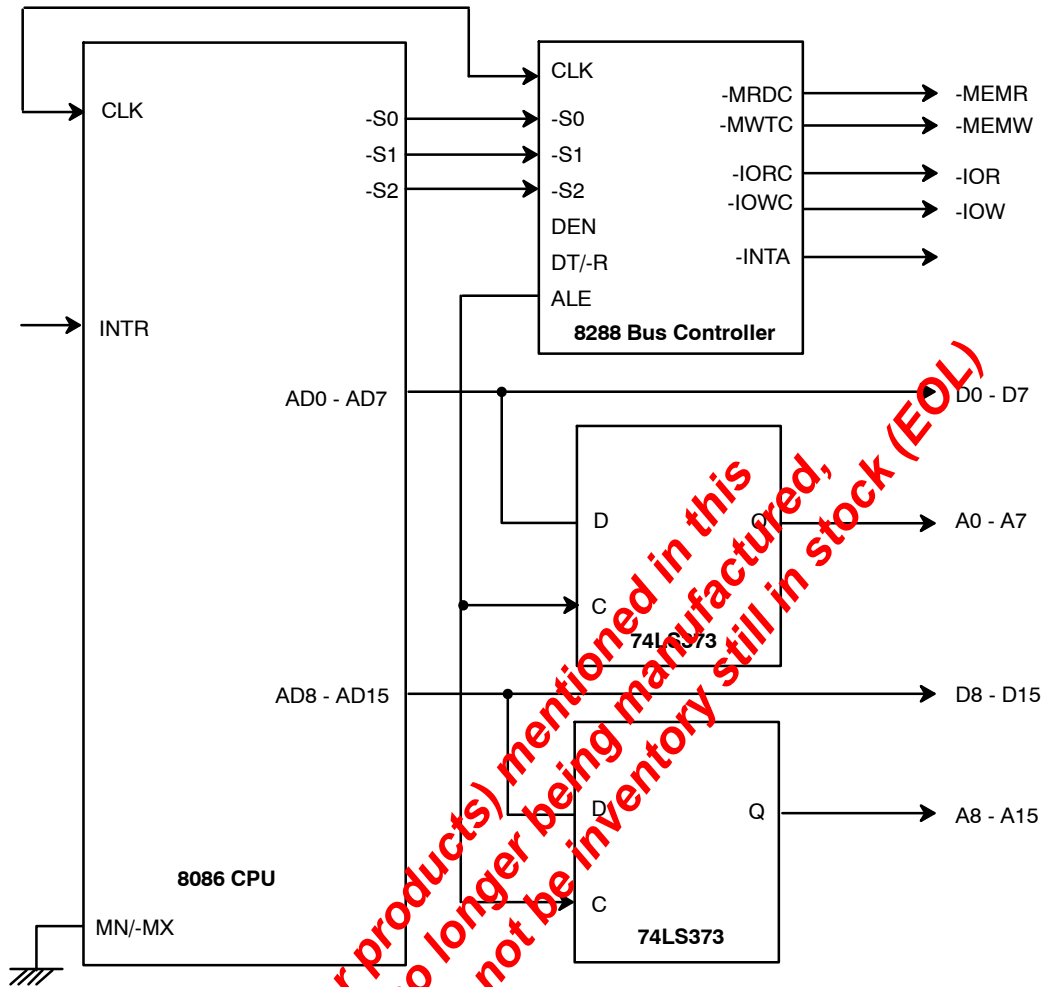 CLK
-S0
-S1
-S2
INTR
AD0 - AD7
AD8 - AD15
8086 CPU
MN/-MX
CLK
-S0
-S1
-S2
DEN
DT/-R
ALE
-MRDC
-MWTC
-IORC
-IOWC
-INTA
8288 Bus Controller
-MEMR
-MEMW
-IOR
-IOW
D0 - D7
D
Q
C
74LS373
A0 - A7
D8 - D15
D
Q
C
74LS373
A8 - A15
products) mentioned in this
longer being manufactured,
not be inventory still in stock (EOL)